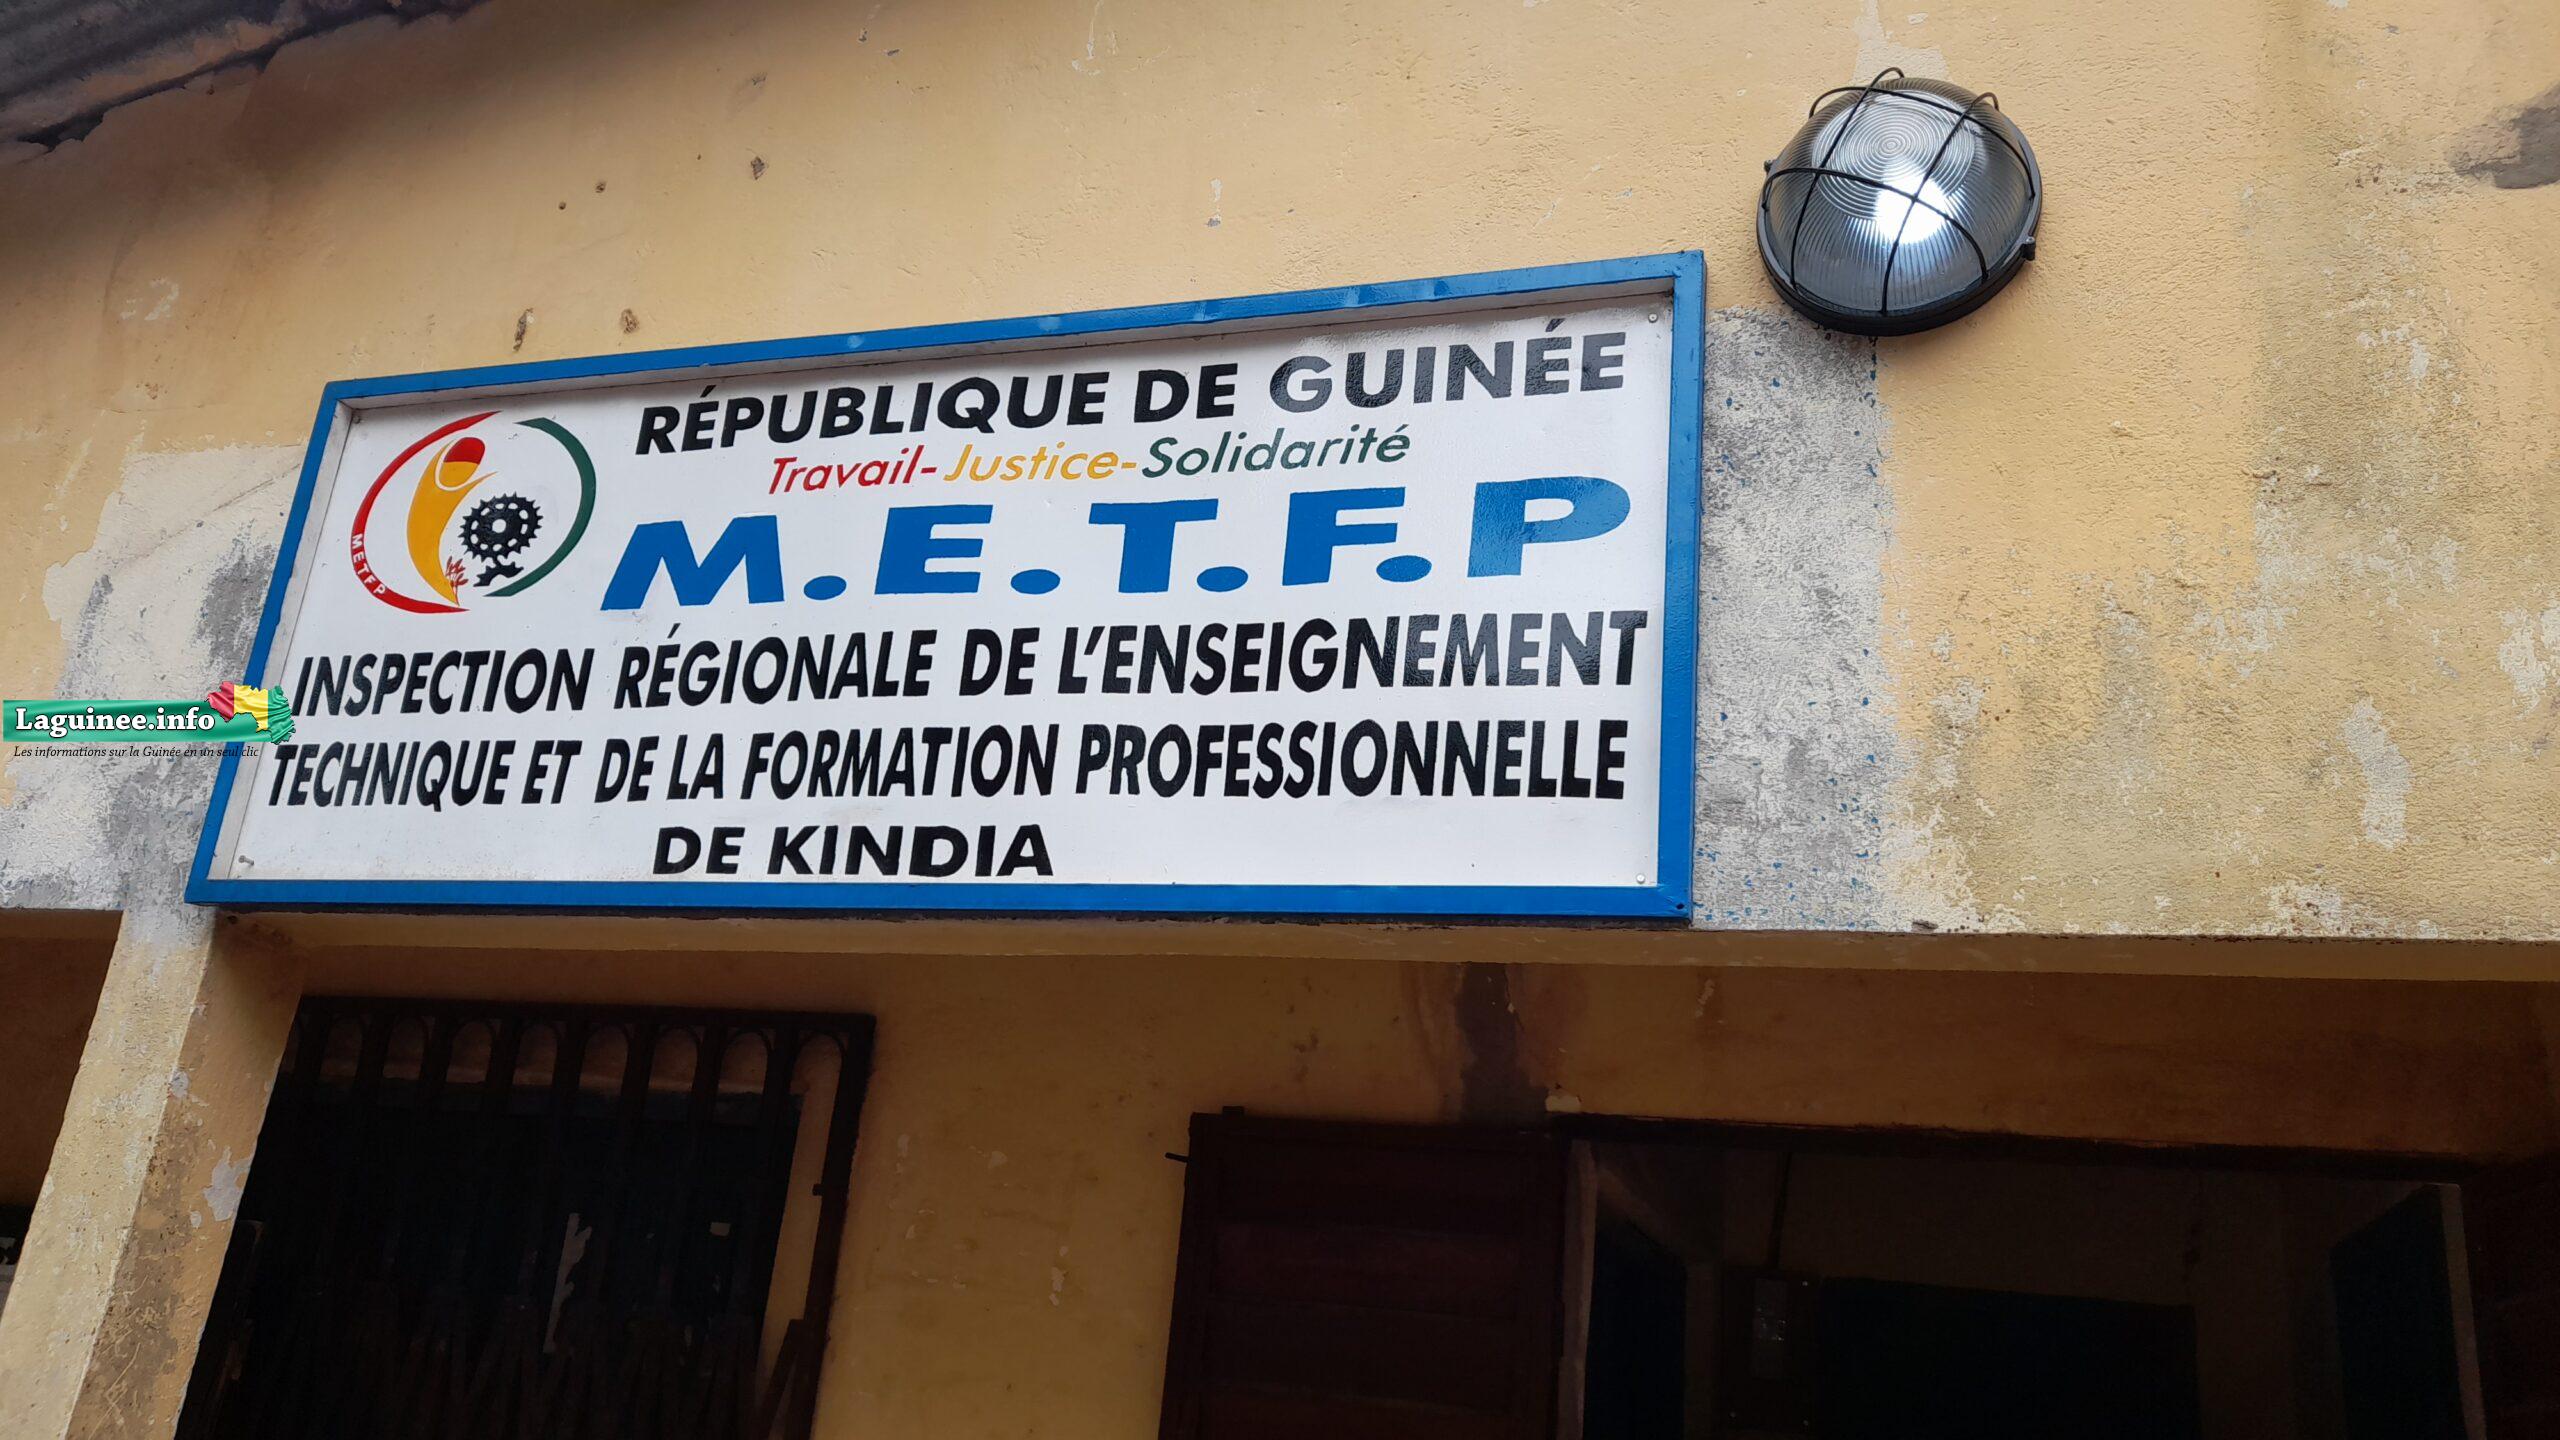 RÉPUBLIQUE DE GUINÉE
Travail-Justice-Solidarité
M.E.T.F.P
METFP
INSPECTION RÉGIONALE DE L'ENSEIGNEMENT
TECHNIQUE ET DE LA FORMATION PROFESSIONNELLE
DE KINDIA
Laguinee.info
Les informations sur la Guinée en un seul clic